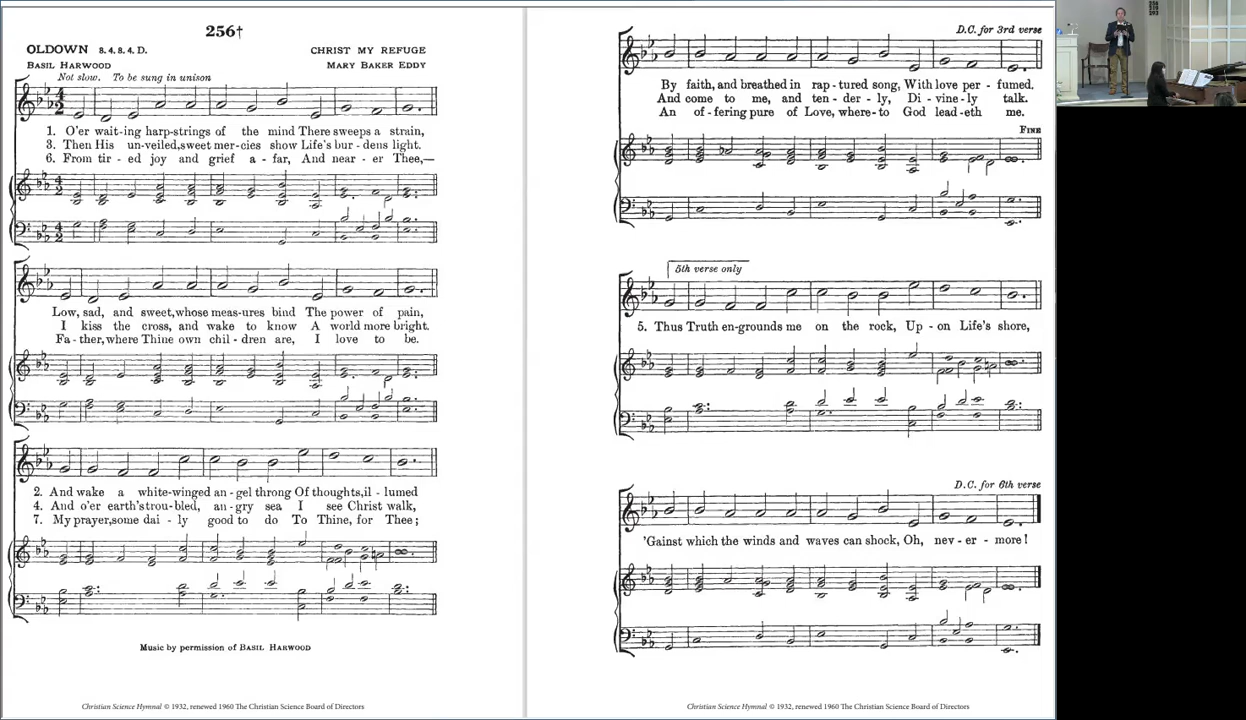 256†
OLDOWN 8.4.8.4. D.
CHRIST MY REFUGE
BASIL HARWOOD
MARY BAKER EDDY
Not slow. To be sung in unison
1. O'er wait-ing harp-strings of the mind There sweeps a strain,
3. Then His un-veiled, sweet mer-cies show Life's bur-dens light.
6. From tir-ed joy and grief a-far, And near-er Thee,—
Low, sad, and sweet, whose meas-ures bind The power of pain,
I kiss the cross, and wake to know A world more bright.
Fa-ther, where Thine own chil-dren are, I love to be.
2. And wake a white-winged an-gel throng Of thoughts, il-lumed
4. And o'er earth's trou-bled, an-gry sea I see Christ walk,
7. My prayer, some dai-ly good to do To Thine, for Thee;
Music by permission of BASIL HARWOOD
Christian Science Hymnal © 1932, renewed 1960 The Christian Science Board of Directors
D.C. for 3rd verse
By faith, and breathed in rap-tured song, With love per-fumed.
And come to me, and ten-der-ly, Di-vine-ly talk.
An of-fering pure of Love, where-to God lead-eth me.
FINE
5th verse only
5. Thus Truth en-grounds me on the rock, Up-on Life's shore,
D.C. for 6th verse
'Gainst which the winds and waves can shock, Oh, nev-er-more!
Christian Science Hymnal © 1932, renewed 1960 The Christian Science Board of Directors